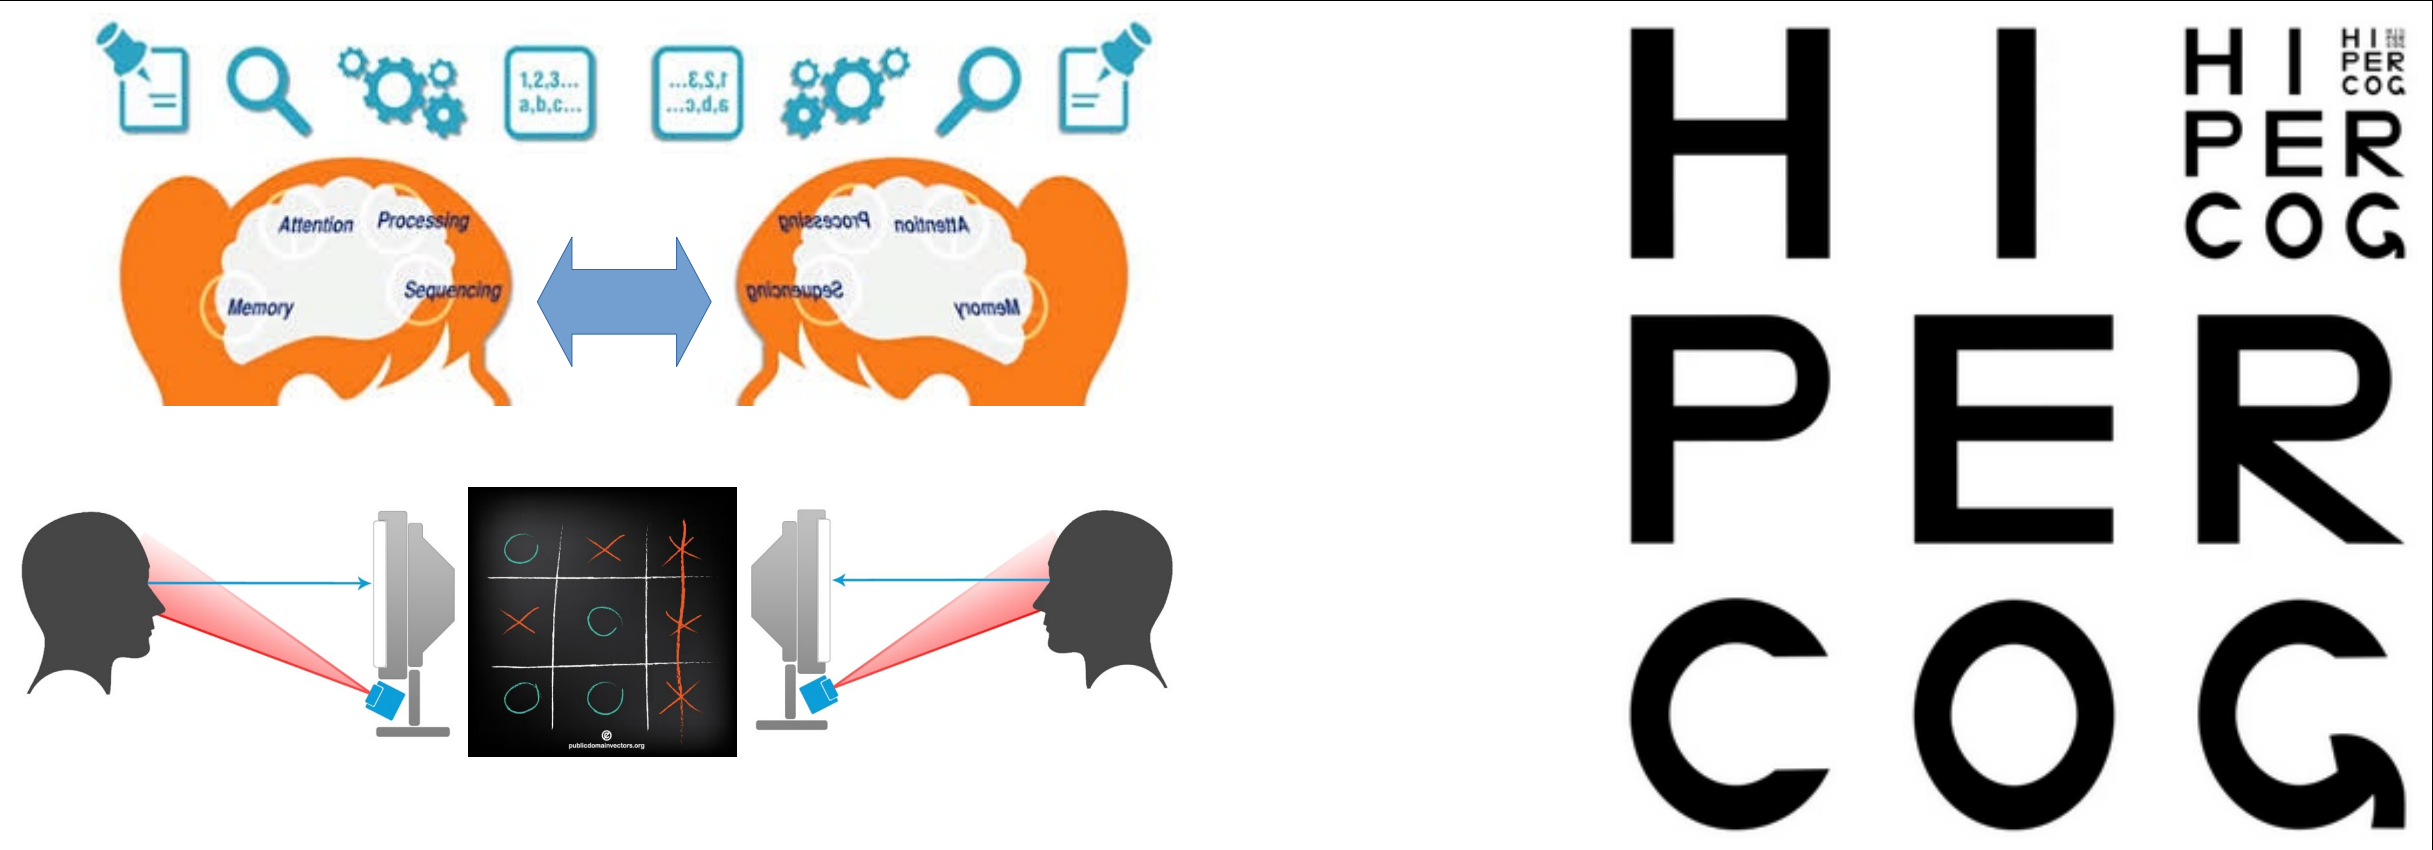 1,2,3...
a,b,c...
...3,2,1
...c,b,a
Attention Processing
Processing Attention
Memory Sequencing
Sequencing Memory
publicdomainvectors.org
H I
PER
COG
H I
PER
COG
H I
PER
COG